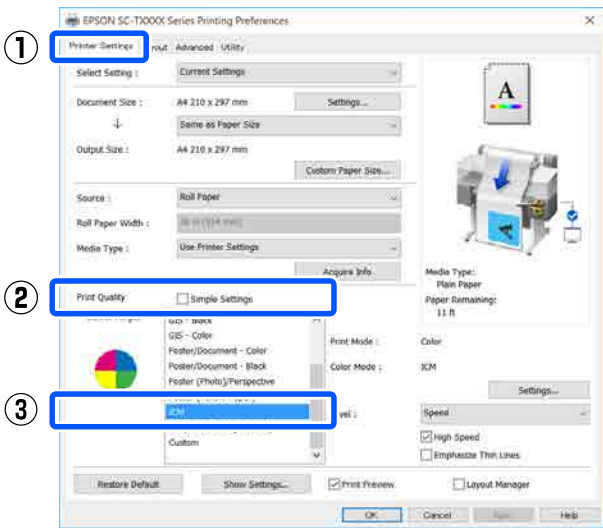 EPSON SC-TXXXX Series Printing Preferences
1
Printer Settings out Advanced Utility
Select Setting : Current Settings
Document Size : A4 210 x 297 mm Settings...
Same as Paper Size
Output Size : A4 210 x 297 mm
Custom Paper Size...
A
Source : Roll Paper
Roll Paper Width :
Media Type : Use Printer Settings
Acquire Info
Media Type:
Plain Paper
Paper Remaining:
11 ft
2
Print Quality Simple Settings
GIS - Black
GIS - Color
Poster/Document - Color
Poster/Document - Black
Poster (Photo)/Perspective
3
ICM
Custom
Print Mode : Color
Color Mode : ICM
Settings...
vel : Speed
High Speed
Emphasize Thin Lines
Restore Default Show Settings... Print Preview Layout Manager
OK Cancel Help